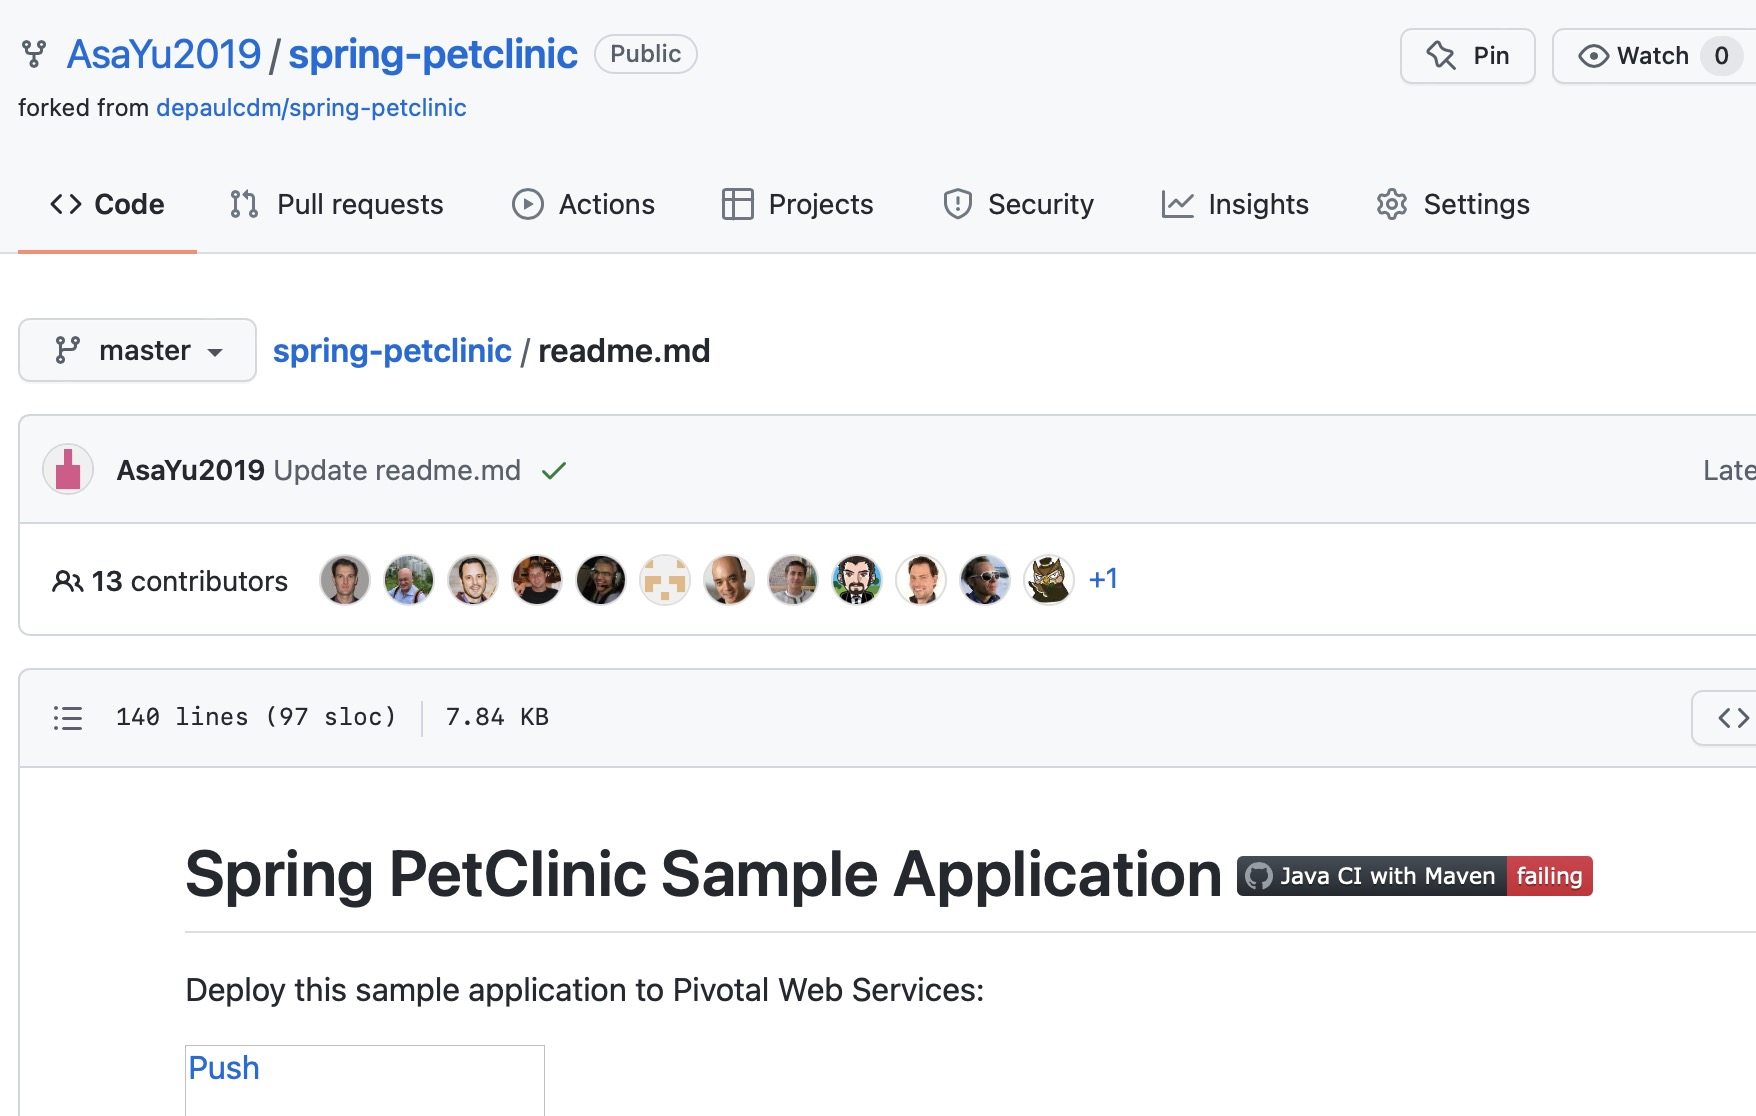 AsaYu2019 / spring-petclinic Public Pin Watch 0
forked from depaulcdm/spring-petclinic
Code Pull requests Actions Projects Security Insights Settings
master spring-petclinic / readme.md
AsaYu2019 Update readme.md Late
13 contributors +1
140 lines (97 sloc) 7.84 KB
Spring PetClinic Sample Application Java CI with Maven failing
Deploy this sample application to Pivotal Web Services:
Push